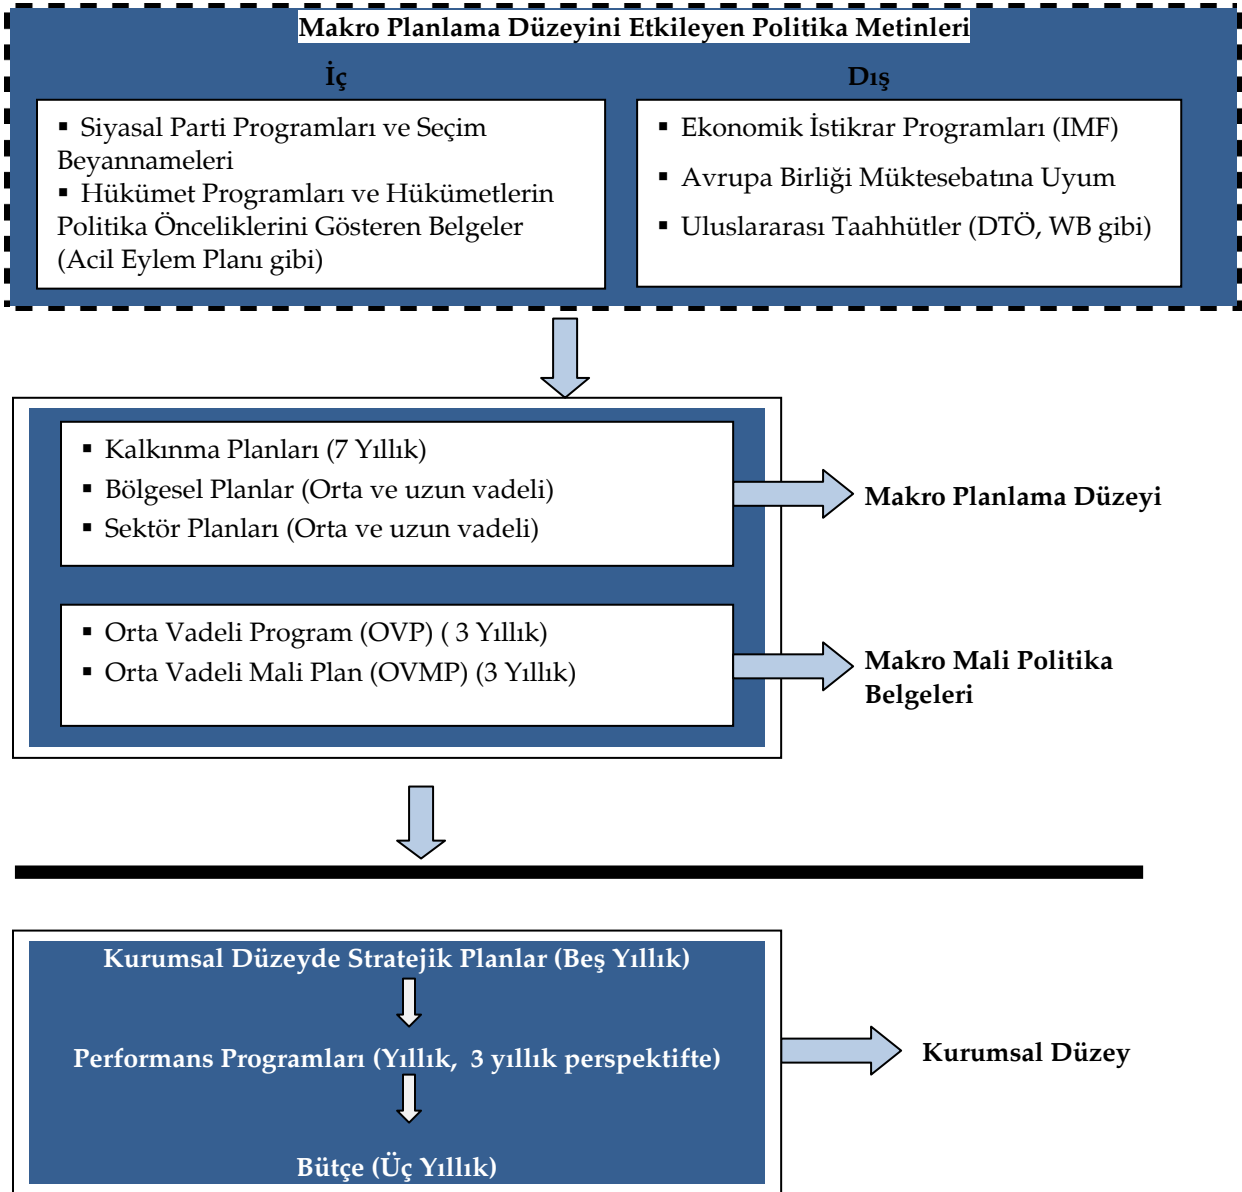 Makro Planlama Düzeyini Etkileyen Politika Metinleri
İç
▪ Siyasal Parti Programları ve Seçim
Beyannameleri
▪ Hükümet Programları ve Hükümetlerin
Politika Önceliklerini Gösteren Belgeler
(Acil Eylem Planı gibi)
Dış
▪ Ekonomik İstikrar Programları (IMF)
▪ Avrupa Birliği Müktesebatına Uyum
▪ Uluslararası Taahhütler (DTÖ, WB gibi)
▪ Kalkınma Planları (7 Yıllık)
▪ Bölgesel Planlar (Orta ve uzun vadeli)
▪ Sektör Planları (Orta ve uzun vadeli)
Makro Planlama Düzeyi
▪ Orta Vadeli Program (OVP) ( 3 Yıllık)
▪ Orta Vadeli Mali Plan (OVMP) (3 Yıllık)
Makro Mali Politika
Belgeleri
Kurumsal Düzeyde Stratejik Planlar (Beş Yıllık)
Performans Programları (Yıllık, 3 yıllık perspektifte)
Bütçe (Üç Yıllık)
Kurumsal Düzey